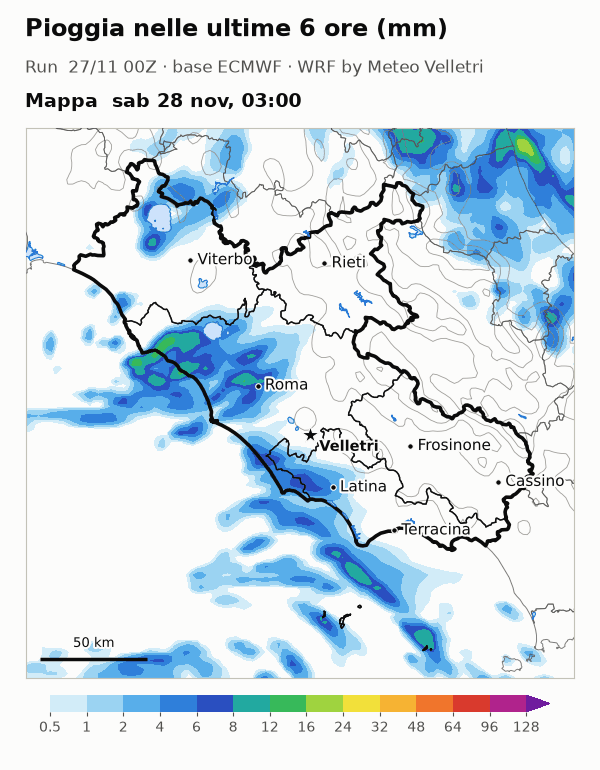 Pioggia nelle ultime 6 ore (mm)
Run  27/11 00Z · base ECMWF · WRF by Meteo Velletri
Mappa  sab 28 nov, 03:00
Viterbo
Rieti
Roma
Velletri
Frosinone
Cassino
Latina
Terracina
50 km
0.5 1 2 4 6 8 12 16 24 32 48 64 96 128